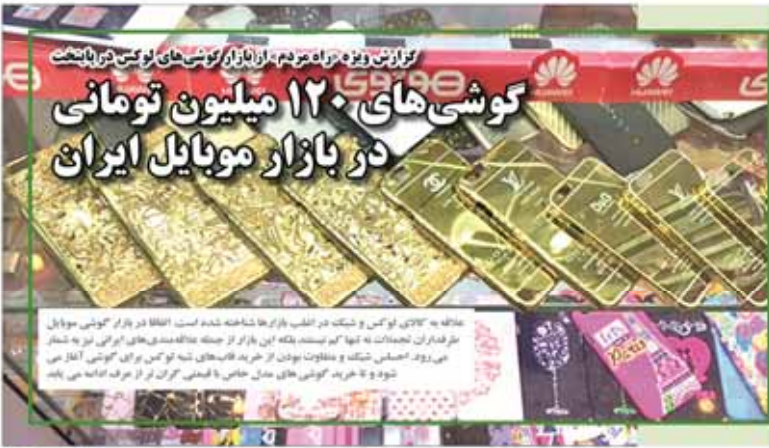 گزارش ویژه «راه مردم» از بازار گوشی‌های لوکس در پایتخت
گوشی‌های ۱۲۰ میلیون تومانی
در بازار موبایل ایران
هوآوی
HUAWEI
HUAWEI
علاقه به کالای لوکس و شیک در اغلب بازارها شناخته شده است. اتفاقا در بازار گوشی موبایل
طرفداران تجملات نه تنها کم نیستند بلکه این بازار از جمله علاقه‌مندی‌های ایرانی نیز به شمار
می رود. احساس شیک و متفاوت بودن از خرید قاب‌های شبه لوکس برای گوشی آغاز می
شود و تا خرید گوشی های مدل خاص با قیمتی گران تر از عرف ادامه می یابد